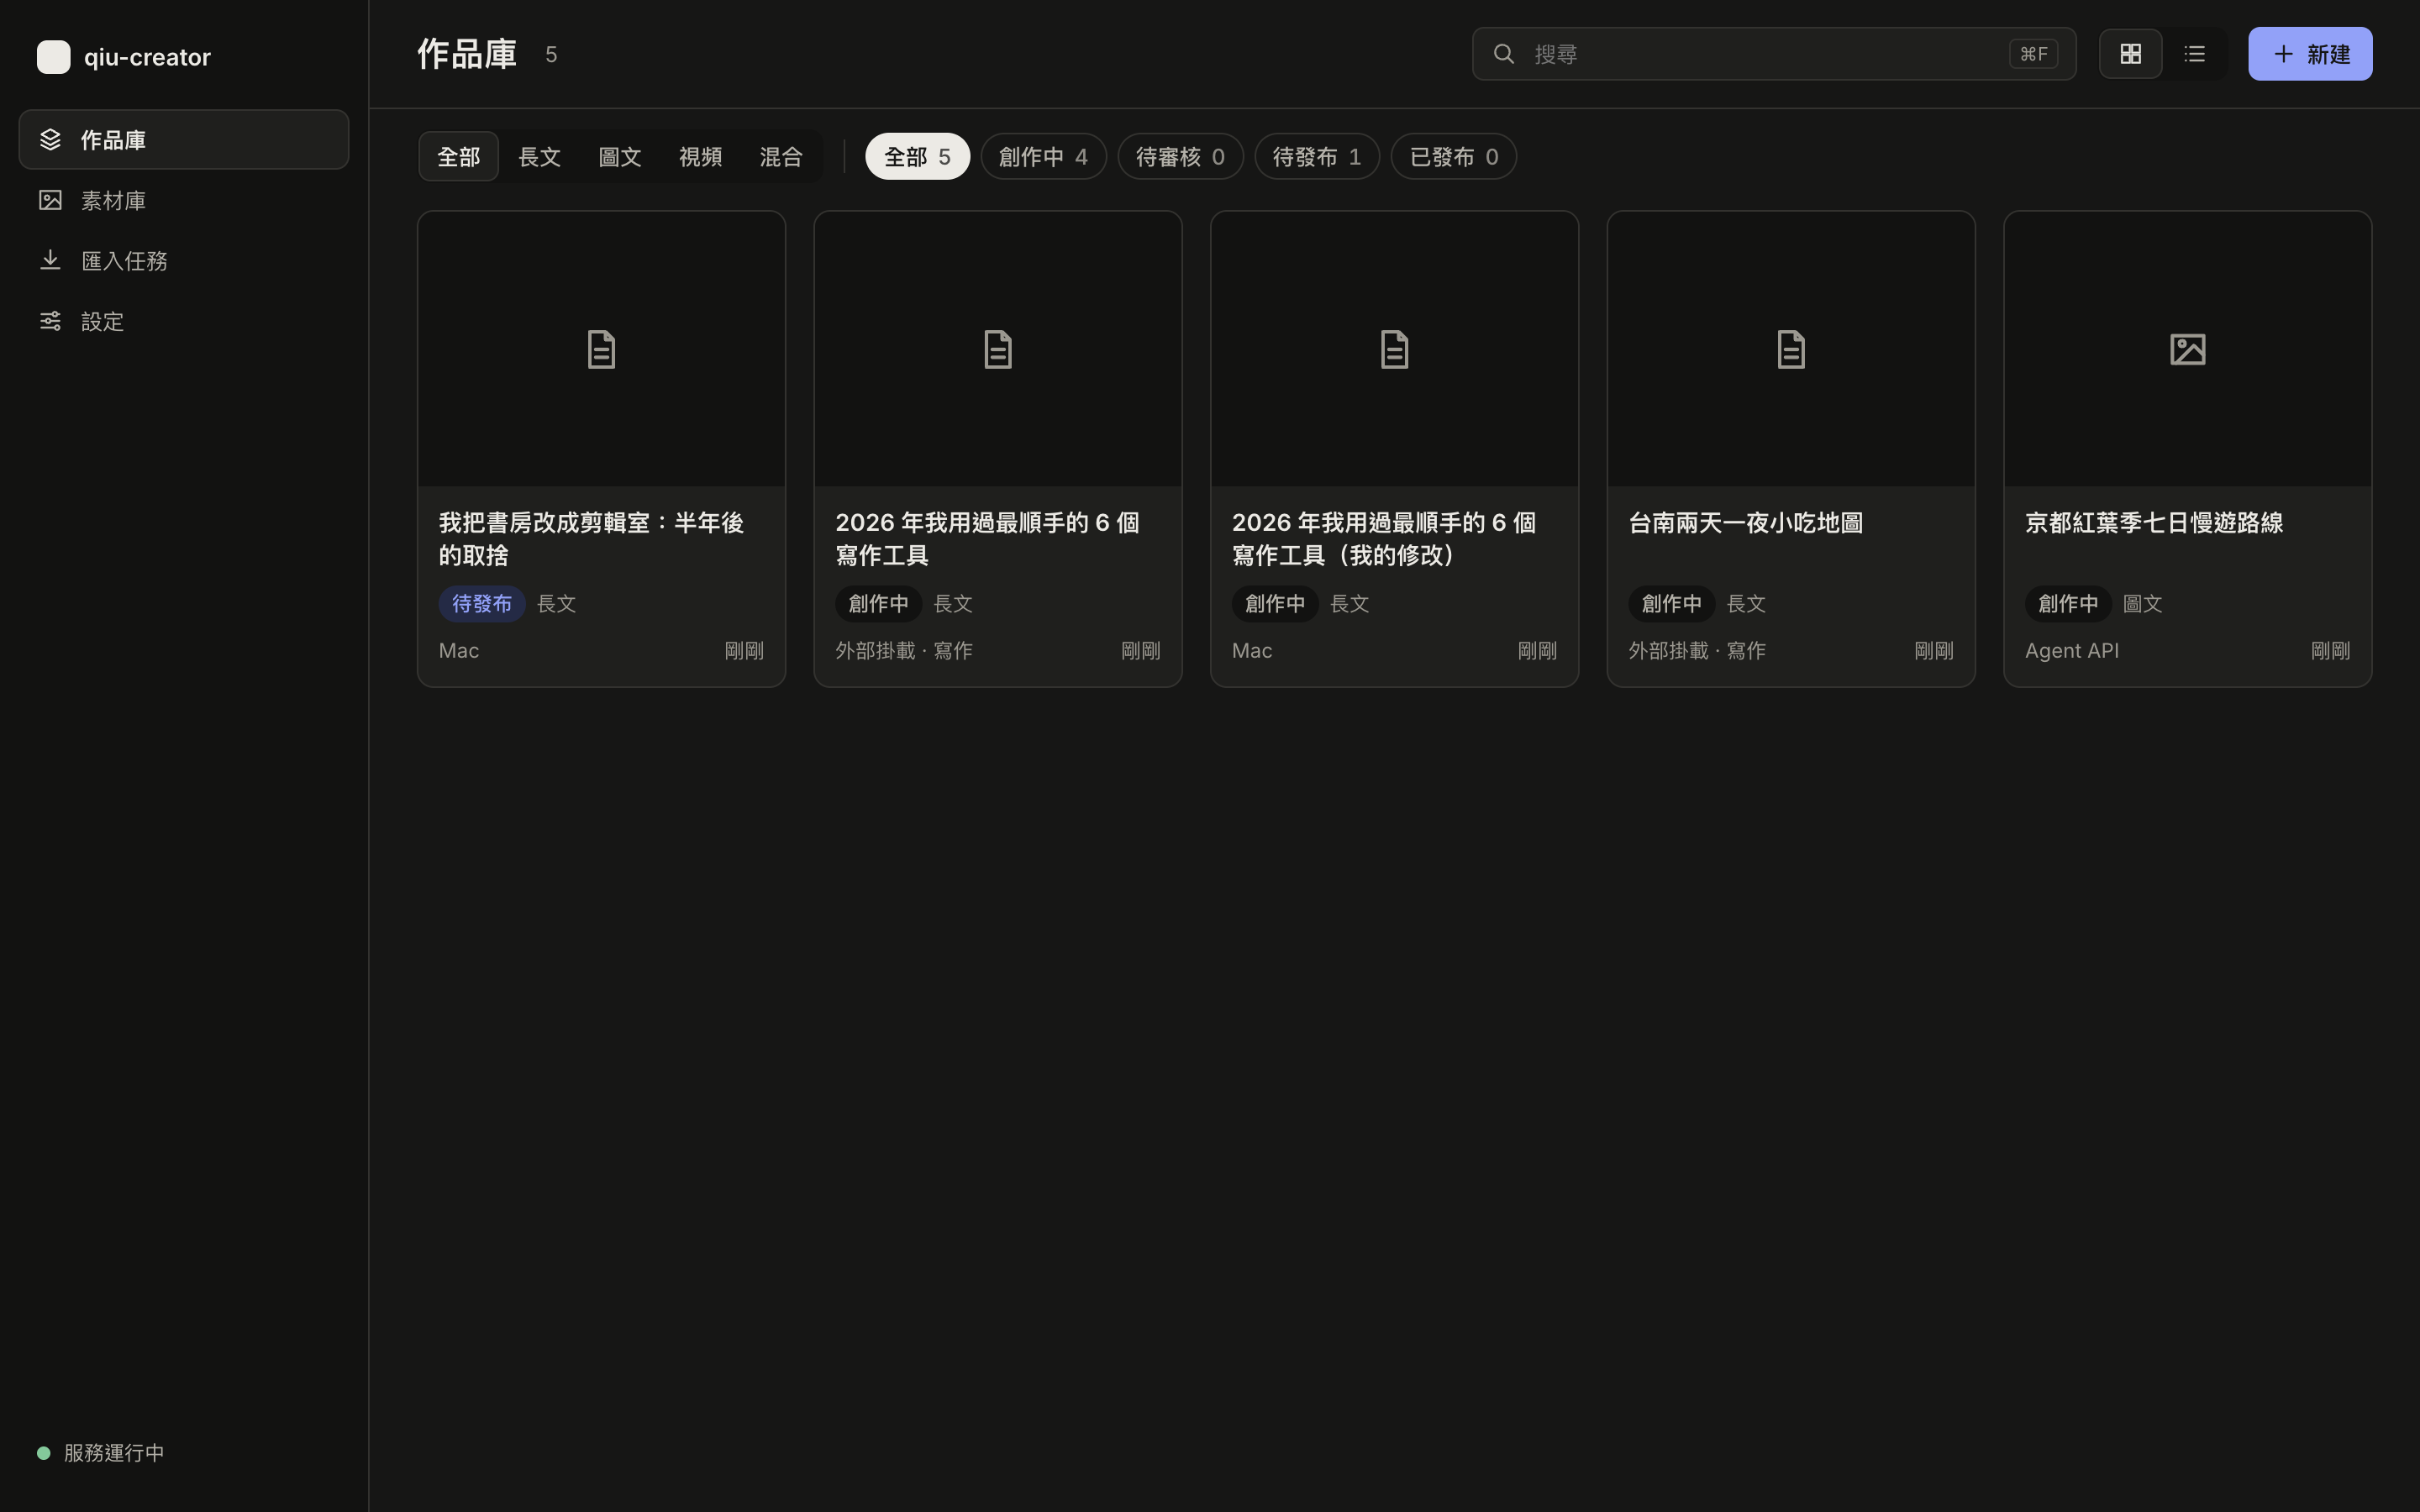 qiu-creator
作品庫
素材庫
匯入任務
設定
服務運行中
作品庫 5
搜尋 ⌘F
新建
全部 長文 圖文 視頻 混合
全部 5 創作中 4 待審核 0 待發布 1 已發布 0
我把書房改成剪輯室：半年後
的取捨
待發布 長文
Mac 剛剛
2026 年我用過最順手的 6 個
寫作工具
創作中 長文
外部掛載 · 寫作 剛剛
2026 年我用過最順手的 6 個
寫作工具（我的修改）
創作中 長文
Mac 剛剛
台南兩天一夜小吃地圖
創作中 長文
外部掛載 · 寫作 剛剛
京都紅葉季七日慢遊路線
創作中 圖文
Agent API 剛剛